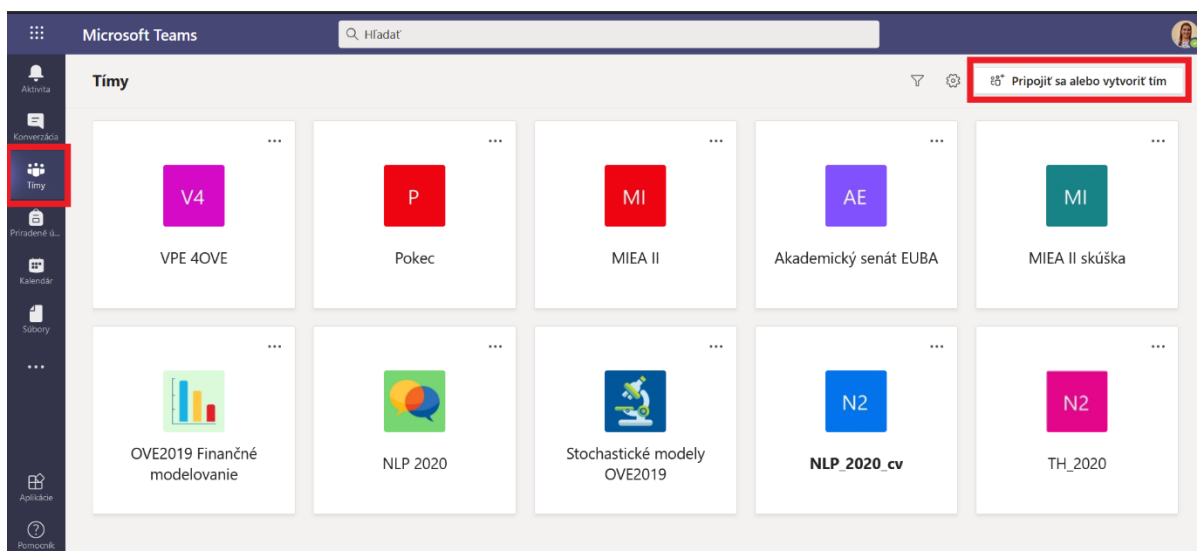 Microsoft Teams
Hľadať
Aktivita
Konverzácia
Tímy
Priradené ú...
Kalendár
Súbory
...
Aplikácie
Pomocník
Tímy
Pripojiť sa alebo vytvoriť tím
V4
VPE 4OVE
P
Pokec
MI
MIEA II
AE
Akademický senát EUBA
MI
MIEA II skúška
OVE2019 Finančné
modelovanie
NLP 2020
Stochastické modely
OVE2019
N2
NLP_2020_cv
N2
TH_2020